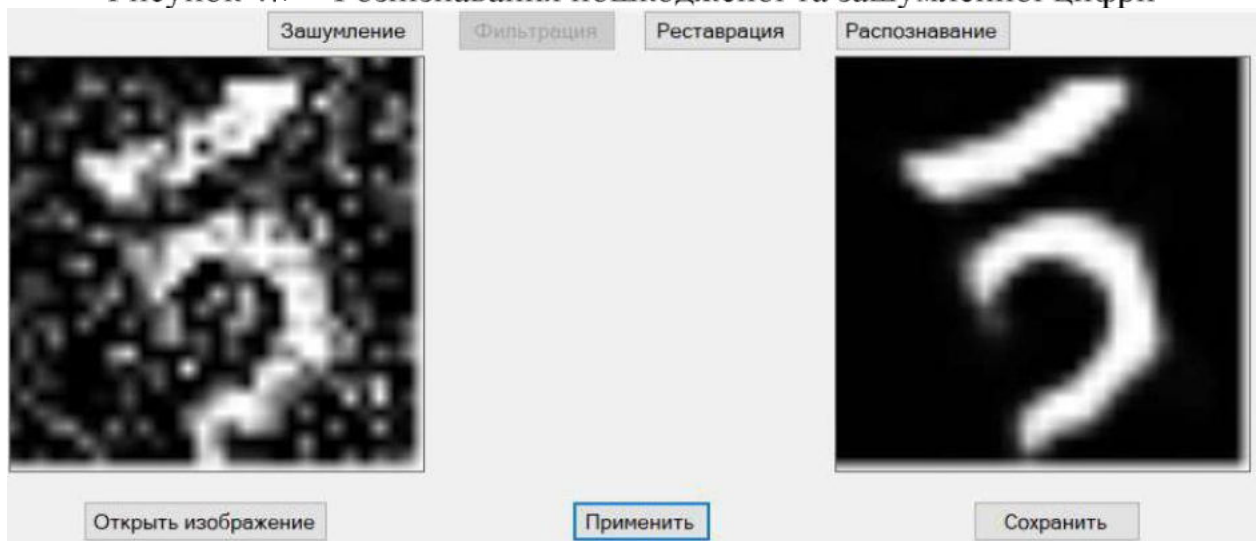 Зашумление Фильтрация Реставрация Распознавание
Открыть изображение Применить Сохранить